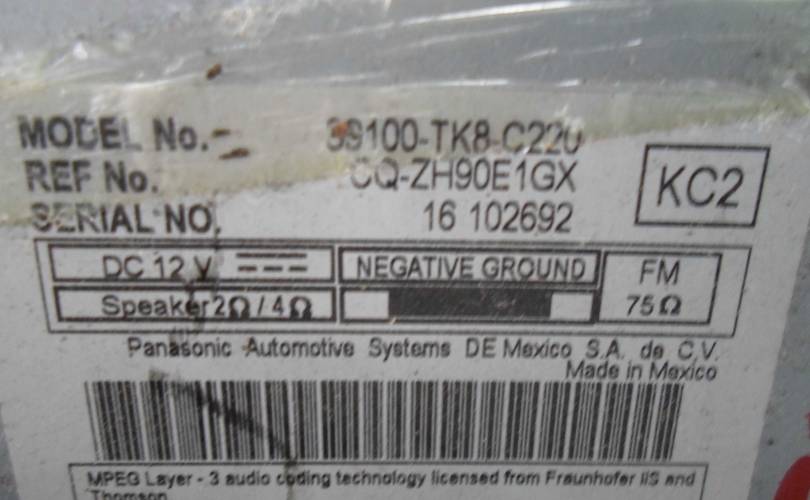 MODEL No. 39100-TK8-C220
REF No. CQ-ZH90E1GX
SERIAL NO. 16 102692
KC2
DC 12 V
NEGATIVE GROUND
FM
Speaker2Ω/4Ω
75Ω
Panasonic Automotive Systems DE Mexico S.A. de C.V.
Made in Mexico
MPEG Layer - 3 audio coding technology licensed from Fraunhofer IIS and
Thomson